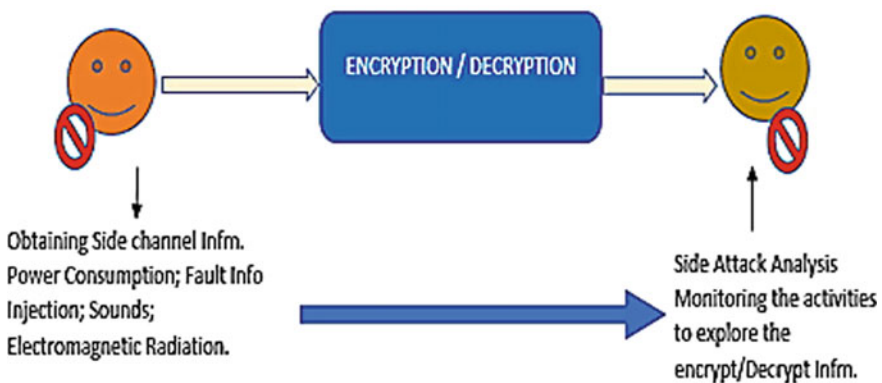 ENCRYPTION / DECRYPTION
Obtaining Side channel Infm.
Power Consumption; Fault Info
Injection; Sounds;
Electromagnetic Radiation.
Side Attack Analysis
Monitoring the activities
to explore the
encrypt/Decrypt Infm.